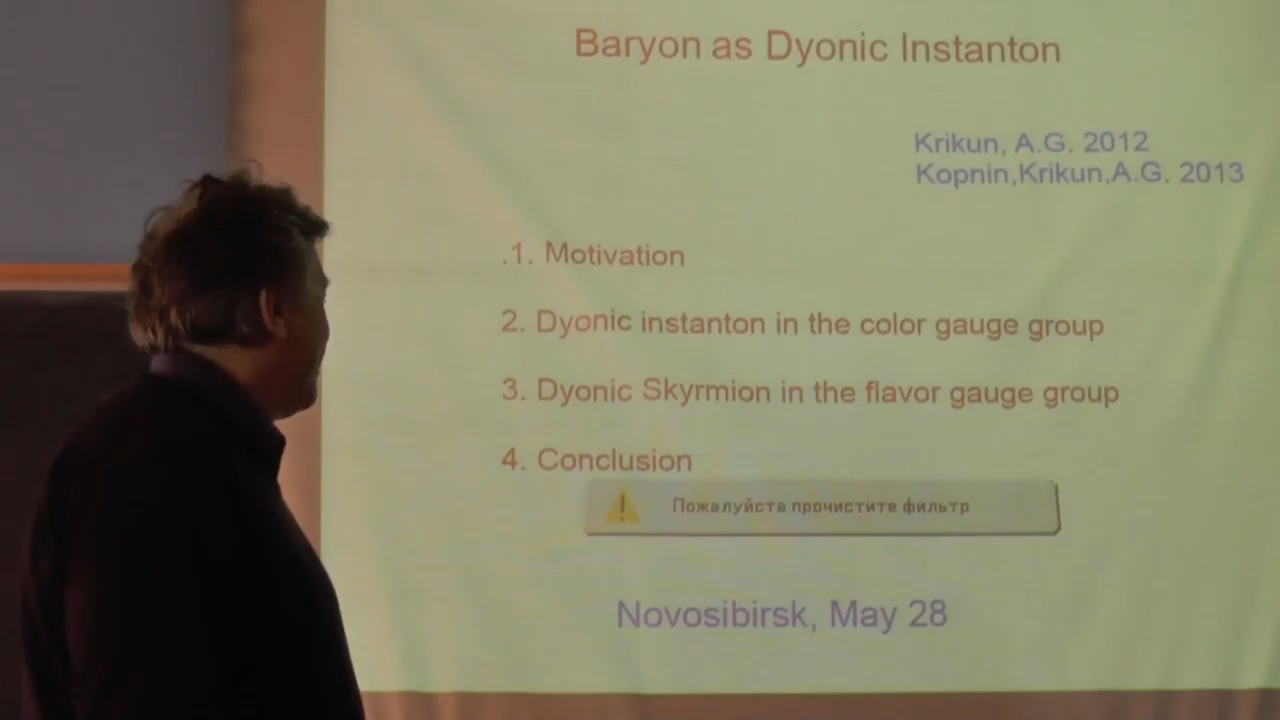 Baryon as Dyonic Instanton
Krikun, A.G. 2012
Kopnin,Krikun,A.G. 2013
.1. Motivation
2. Dyonic instanton in the color gauge group
3. Dyonic Skyrmion in the flavor gauge group
4. Conclusion
Пожалуйста прочистите фильтр
Novosibirsk, May 28